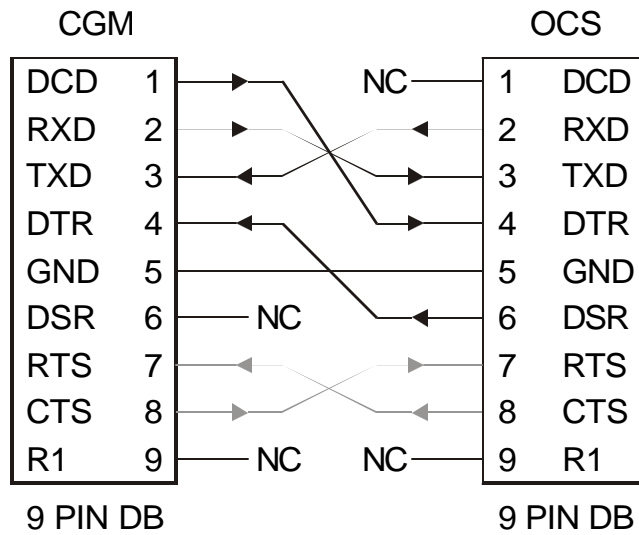 CGM OCS
DCD 1 NC 1 DCD
RXD 2 2 RXD
TXD 3 3 TXD
DTR 4 4 DTR
GND 5 5 GND
DSR 6 NC 6 DSR
RTS 7 7 RTS
CTS 8 8 CTS
R1 9 NC NC 9 R1
9 PIN DB 9 PIN DB